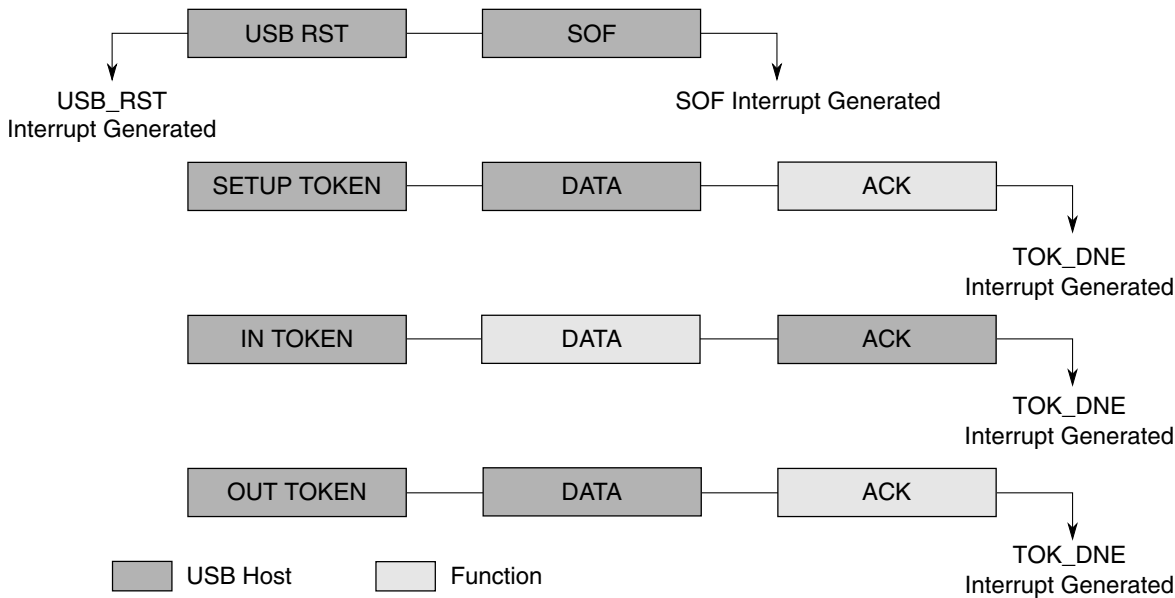 USB RST
SOF
USB_RST
Interrupt Generated
SOF Interrupt Generated
SETUP TOKEN
DATA
ACK
TOK_DNE
Interrupt Generated
IN TOKEN
DATA
ACK
TOK_DNE
Interrupt Generated
OUT TOKEN
DATA
ACK
TOK_DNE
Interrupt Generated
USB Host
Function